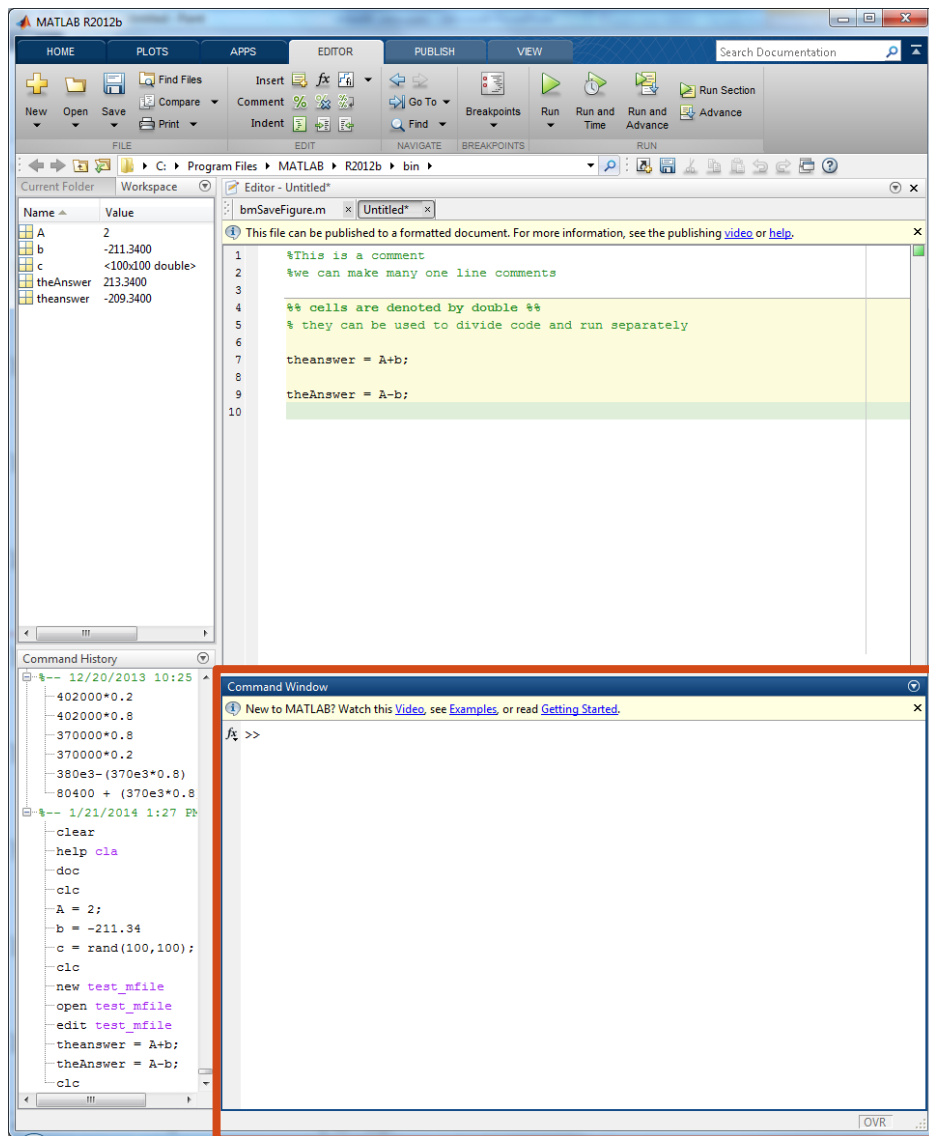 MATLAB R2012b
HOME PLOTS APPS EDITOR PUBLISH VIEW Search Documentation
New Open Save Find Files Compare Print
FILE
Insert fx
Comment
Indent
EDIT
Go To
Find
NAVIGATE
Breakpoints
BREAKPOINTS
Run Run and Time Run and Advance Run Section Advance
RUN
C: Program Files MATLAB R2012b bin
Current Folder Workspace
Name Value
A 2
b -211.3400
c <100x100 double>
theAnswer 213.3400
theanswer -209.3400
Editor - Untitled*
bmSaveFigure.m × Untitled* ×
This file can be published to a formatted document. For more information, see the publishing video or help.
1 %This is a comment
2 %we can make many one line comments
3
4 %% cells are denoted by double %%
5 % they can be used to divide code and run separately
6
7 theanswer = A+b;
8
9 theAnswer = A-b;
10
Command History
%-- 12/20/2013 10:25
402000*0.2
402000*0.8
370000*0.8
370000*0.2
380e3-(370e3*0.8)
80400 + (370e3*0.8
%-- 1/21/2014 1:27 PM
clear
help cla
doc
clc
A = 2;
b = -211.34
c = rand(100,100);
clc
new test_mfile
open test_mfile
edit test_mfile
theanswer = A+b;
theAnswer = A-b;
clc
Command Window
New to MATLAB? Watch this Video, see Examples, or read Getting Started.
fx >>
OVR